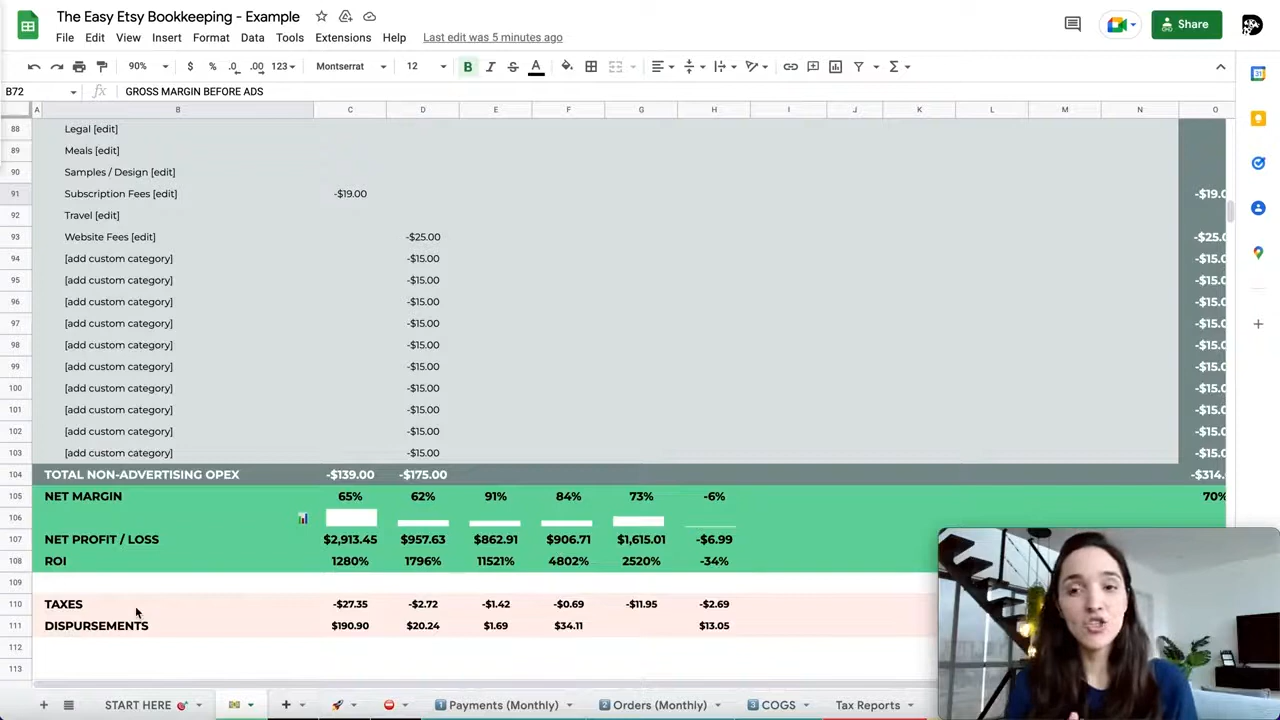 The Easy Etsy Bookkeeping - Example
File Edit View Insert Format Data Tools Extensions Help Last edit was 5 minutes ago
Share
90% $ % .0 .00 123 Montserrat 12 B I S A
B72 fx GROSS MARGIN BEFORE ADS
A B C D E F G H I J K L M N O
88 Legal [edit]
89 Meals [edit]
90 Samples / Design [edit]
91 Subscription Fees [edit] -$19.00 -$19.0
92 Travel [edit]
93 Website Fees [edit] -$25.00 -$25.0
94 [add custom category] -$15.00 -$15.0
95 [add custom category] -$15.00 -$15.0
96 [add custom category] -$15.00 -$15.0
97 [add custom category] -$15.00 -$15.0
98 [add custom category] -$15.00 -$15.0
99 [add custom category] -$15.00 -$15.0
100 [add custom category] -$15.00 -$15.0
101 [add custom category] -$15.00 -$15.0
102 [add custom category] -$15.00 -$15.0
103 [add custom category] -$15.00 -$15.0
104 TOTAL NON-ADVERTISING OPEX -$139.00 -$175.00 -$314.
105 NET MARGIN 65% 62% 91% 84% 73% -6% 70%
106
107 NET PROFIT / LOSS $2,913.45 $957.63 $862.91 $906.71 $1,615.01 -$6.99
108 ROI 1280% 1796% 11521% 4802% 2520% -34%
109
110 TAXES -$27.35 -$2.72 -$1.42 -$0.69 -$11.95 -$2.69
111 DISPURSEMENTS $190.90 $20.24 $1.69 $34.11 $13.05
112
113
START HERE 1 Payments (Monthly) 2 Orders (Monthly) 3 COGS Tax Reports